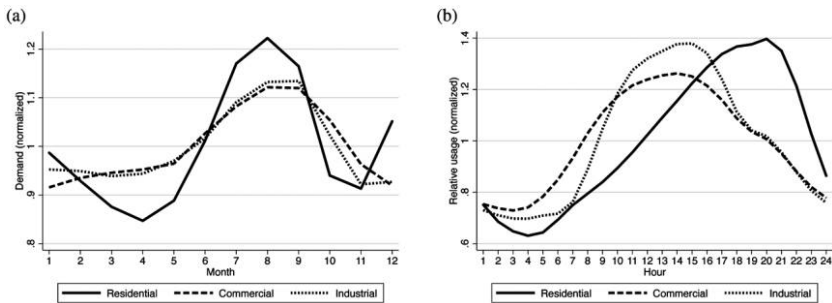 (a)
Demand (normalized)
1.2
1.1
1
.9
.8
1 2 3 4 5 6 7 8 9 10 11 12
Month
Residential Commercial Industrial
(b)
Relative usage (normalized)
1.4
1.2
1
.8
.6
1 2 3 4 5 6 7 8 9 10 11 12 13 14 15 16 17 18 19 20 21 22 23 24
Hour
Residential Commercial Industrial